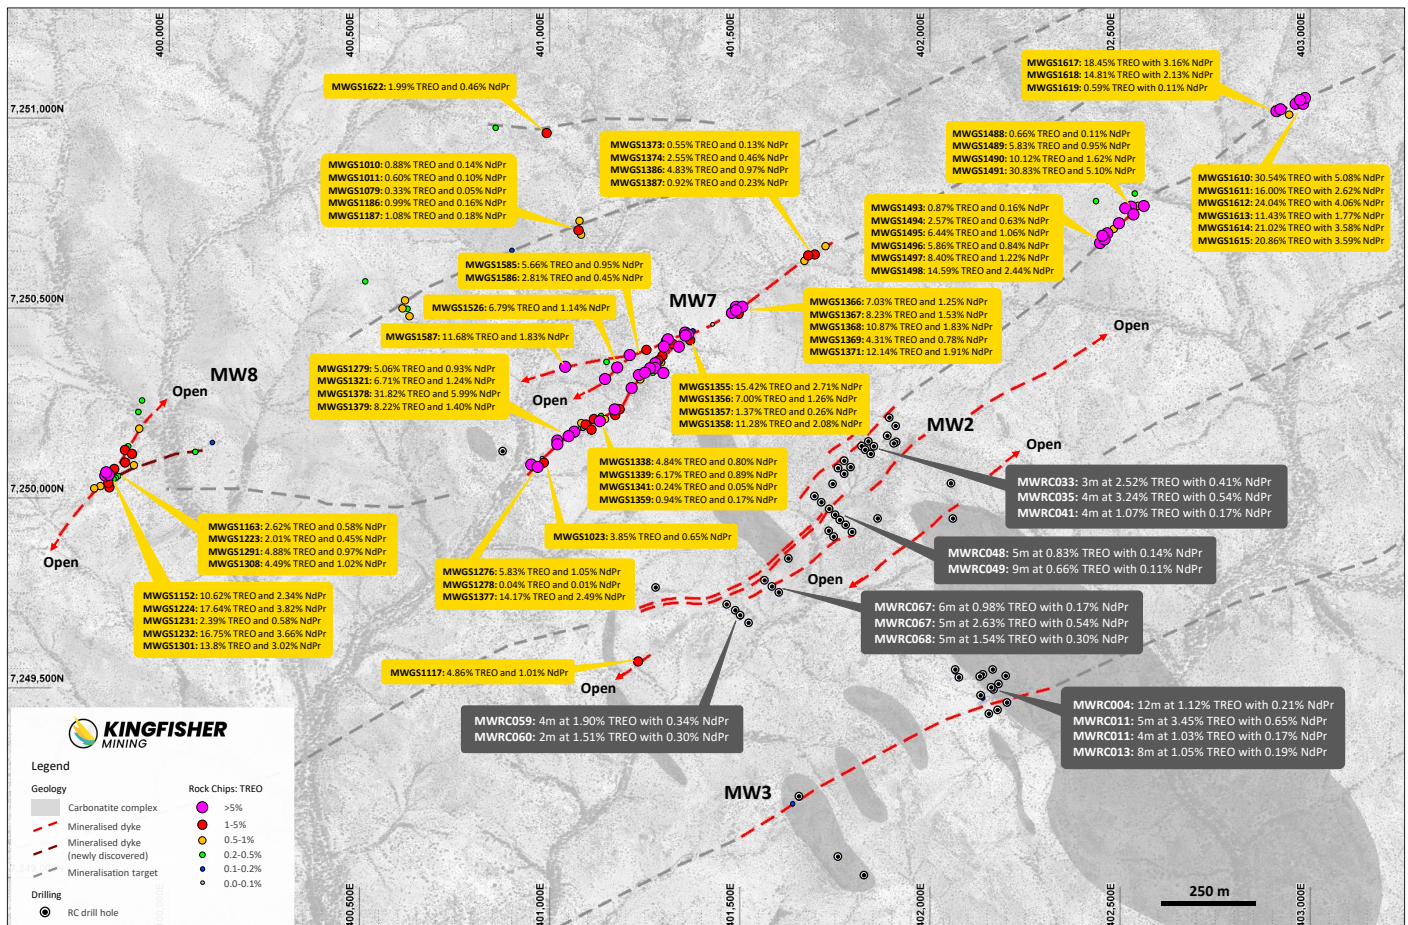 400,000E
400,500E
401,000E
401,500E
402,000E
402,500E
403,000E
7,251,000N
7,250,500N
7,250,000N
7,249,500N
MWGS1622: 1.99% TREO and 0.46% NdPr
MWGS1617: 18.45% TREO with 3.16% NdPr
MWGS1618: 14.81% TREO with 2.13% NdPr
MWGS1619: 0.59% TREO with 0.11% NdPr
MWGS1373: 0.55% TREO and 0.13% NdPr
MWGS1374: 2.55% TREO and 0.46% NdPr
MWGS1386: 4.83% TREO and 0.97% NdPr
MWGS1387: 0.92% TREO and 0.23% NdPr
MWGS1488: 0.66% TREO and 0.11% NdPr
MWGS1489: 5.83% TREO and 0.95% NdPr
MWGS1490: 10.12% TREO and 1.62% NdPr
MWGS1491: 30.83% TREO and 5.10% NdPr
MWGS1010: 0.88% TREO and 0.14% NdPr
MWGS1011: 0.60% TREO and 0.10% NdPr
MWGS1079: 0.33% TREO and 0.05% NdPr
MWGS1186: 0.99% TREO and 0.16% NdPr
MWGS1187: 1.08% TREO and 0.18% NdPr
MWGS1610: 30.54% TREO with 5.08% NdPr
MWGS1611: 16.00% TREO with 2.62% NdPr
MWGS1612: 24.04% TREO with 4.06% NdPr
MWGS1613: 11.43% TREO with 1.77% NdPr
MWGS1614: 21.02% TREO with 3.58% NdPr
MWGS1615: 20.86% TREO with 3.59% NdPr
MWGS1493: 0.87% TREO and 0.16% NdPr
MWGS1494: 2.57% TREO and 0.63% NdPr
MWGS1495: 6.44% TREO and 1.06% NdPr
MWGS1496: 5.86% TREO and 0.84% NdPr
MWGS1497: 8.40% TREO and 1.22% NdPr
MWGS1498: 14.59% TREO and 2.44% NdPr
MWGS1585: 5.66% TREO and 0.95% NdPr
MWGS1586: 2.81% TREO and 0.45% NdPr
MWGS1526: 6.79% TREO and 1.14% NdPr
MW7
MWGS1366: 7.03% TREO and 1.25% NdPr
MWGS1367: 8.23% TREO and 1.53% NdPr
MWGS1368: 10.87% TREO and 1.83% NdPr
MWGS1369: 4.31% TREO and 0.78% NdPr
MWGS1371: 12.14% TREO and 1.91% NdPr
Open
MWGS1587: 11.68% TREO and 1.83% NdPr
MWGS1279: 5.06% TREO and 0.93% NdPr
MWGS1321: 6.71% TREO and 1.24% NdPr
MWGS1378: 31.82% TREO and 5.99% NdPr
MWGS1379: 8.22% TREO and 1.40% NdPr
MW8
Open
Open
MWGS1355: 15.42% TREO and 2.71% NdPr
MWGS1356: 7.00% TREO and 1.26% NdPr
MWGS1357: 1.37% TREO and 0.26% NdPr
MWGS1358: 11.28% TREO and 2.08% NdPr
MW2
Open
MWGS1338: 4.84% TREO and 0.80% NdPr
MWGS1339: 6.17% TREO and 0.89% NdPr
MWGS1341: 0.24% TREO and 0.05% NdPr
MWGS1359: 0.94% TREO and 0.17% NdPr
MWRC033: 3m at 2.52% TREO with 0.41% NdPr
MWRC035: 4m at 3.24% TREO with 0.54% NdPr
MWRC041: 4m at 1.07% TREO with 0.17% NdPr
MWGS1163: 2.62% TREO and 0.58% NdPr
MWGS1223: 2.01% TREO and 0.45% NdPr
MWGS1291: 4.88% TREO and 0.97% NdPr
MWGS1308: 4.49% TREO and 1.02% NdPr
MWGS1023: 3.85% TREO and 0.65% NdPr
MWRC048: 5m at 0.83% TREO with 0.14% NdPr
MWRC049: 9m at 0.66% TREO with 0.11% NdPr
Open
MWGS1276: 5.83% TREO and 1.05% NdPr
MWGS1278: 0.04% TREO and 0.01% NdPr
MWGS1377: 14.17% TREO and 2.49% NdPr
Open
MWGS1152: 10.62% TREO and 2.34% NdPr
MWGS1224: 17.64% TREO and 3.82% NdPr
MWGS1231: 2.39% TREO and 0.58% NdPr
MWGS1232: 16.75% TREO and 3.66% NdPr
MWGS1301: 13.8% TREO and 3.02% NdPr
MWRC067: 6m at 0.98% TREO with 0.17% NdPr
MWRC067: 5m at 2.63% TREO with 0.54% NdPr
MWRC068: 5m at 1.54% TREO with 0.30% NdPr
MWGS1117: 4.86% TREO and 1.01% NdPr
Open
MWRC059: 4m at 1.90% TREO with 0.34% NdPr
MWRC060: 2m at 1.51% TREO with 0.30% NdPr
MWRC004: 12m at 1.12% TREO with 0.21% NdPr
MWRC011: 5m at 3.45% TREO with 0.65% NdPr
MWRC011: 4m at 1.03% TREO with 0.17% NdPr
MWRC013: 8m at 1.05% TREO with 0.19% NdPr
MW3
KINGFISHER
MINING
Legend
Geology
Carbonatite complex
Mineralised dyke
Mineralised dyke
(newly discovered)
Mineralisation target
Drilling
RC drill hole
Rock Chips: TREO
>5%
1-5%
0.5-1%
0.2-0.5%
0.1-0.2%
0.0-0.1%
250 m
400,500E
401,000E
401,500E
402,000E
402,500E
403,000E